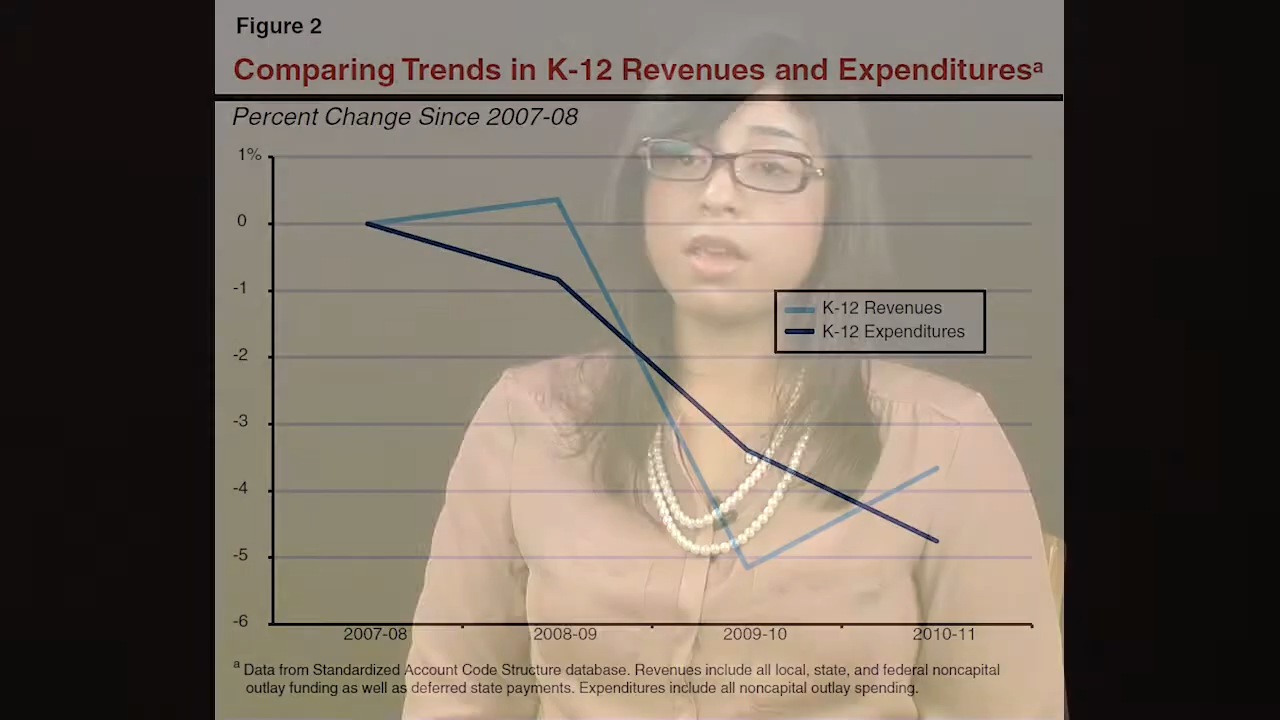 Figure 2
Comparing Trends in K-12 Revenues and Expendituresa
Percent Change Since 2007-08
1%
0
-1
-2
-3
-4
-5
-6
K-12 Revenues
K-12 Expenditures
2007-08 2008-09 2009-10 2010-11
a Data from Standardized Account Code Structure database. Revenues include all local, state, and federal noncapital
outlay funding as well as deferred state payments. Expenditures include all noncapital outlay spending.